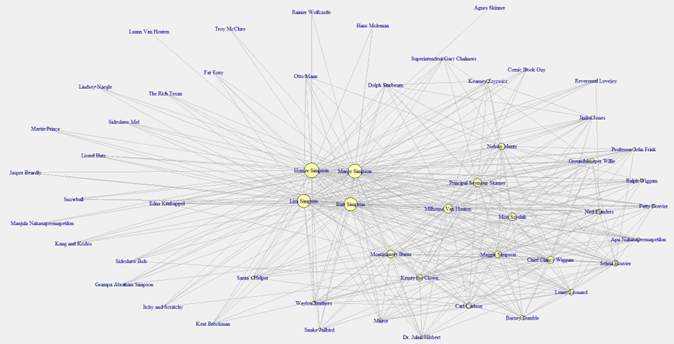 Agnes Skinner
Rainier Wolfcastle
Hans Moleman
Troy McClure
Luann Van Houten
Superintendent Gary Chalmers
Comic Book Guy
Fat Tony
Otto Mann
Kearney Zzyzwicz
Reverend Lovejoy
Dolph Starbeam
Lindsey Naegle
The Rich Texan
Jimbo Jones
Sideshow Mel
Martin Prince
Nelson Muntz
Professor John Frink
Lionel Hutz
Groundskeeper Willie
Homer Simpson
Marge Simpson
Jasper Beardly
Principal Seymour Skinner
Ralph Wiggum
Snowball
Edna Krabappel
Lisa Simpson
Bart Simpson
Milhouse Van Houten
Moe Szyslak
Ned Flanders
Patty Bouvier
Manjula Nahasapeemapetilon
Apu Nahasapeemapetilon
Kang and Kodos
Montgomery Burns
Maggie Simpson
Chief Clancy Wiggum
Selma Bouvier
Sideshow Bob
Santa's Helper
Krusty the Clown
Grampa Abraham Simpson
Lenny Leonard
Waylon Smithers
Itchy and Scratchy
Carl Carlson
Barney Gumble
Kent Brockman
Snake Jailbird
Dr. Julius Hibbert